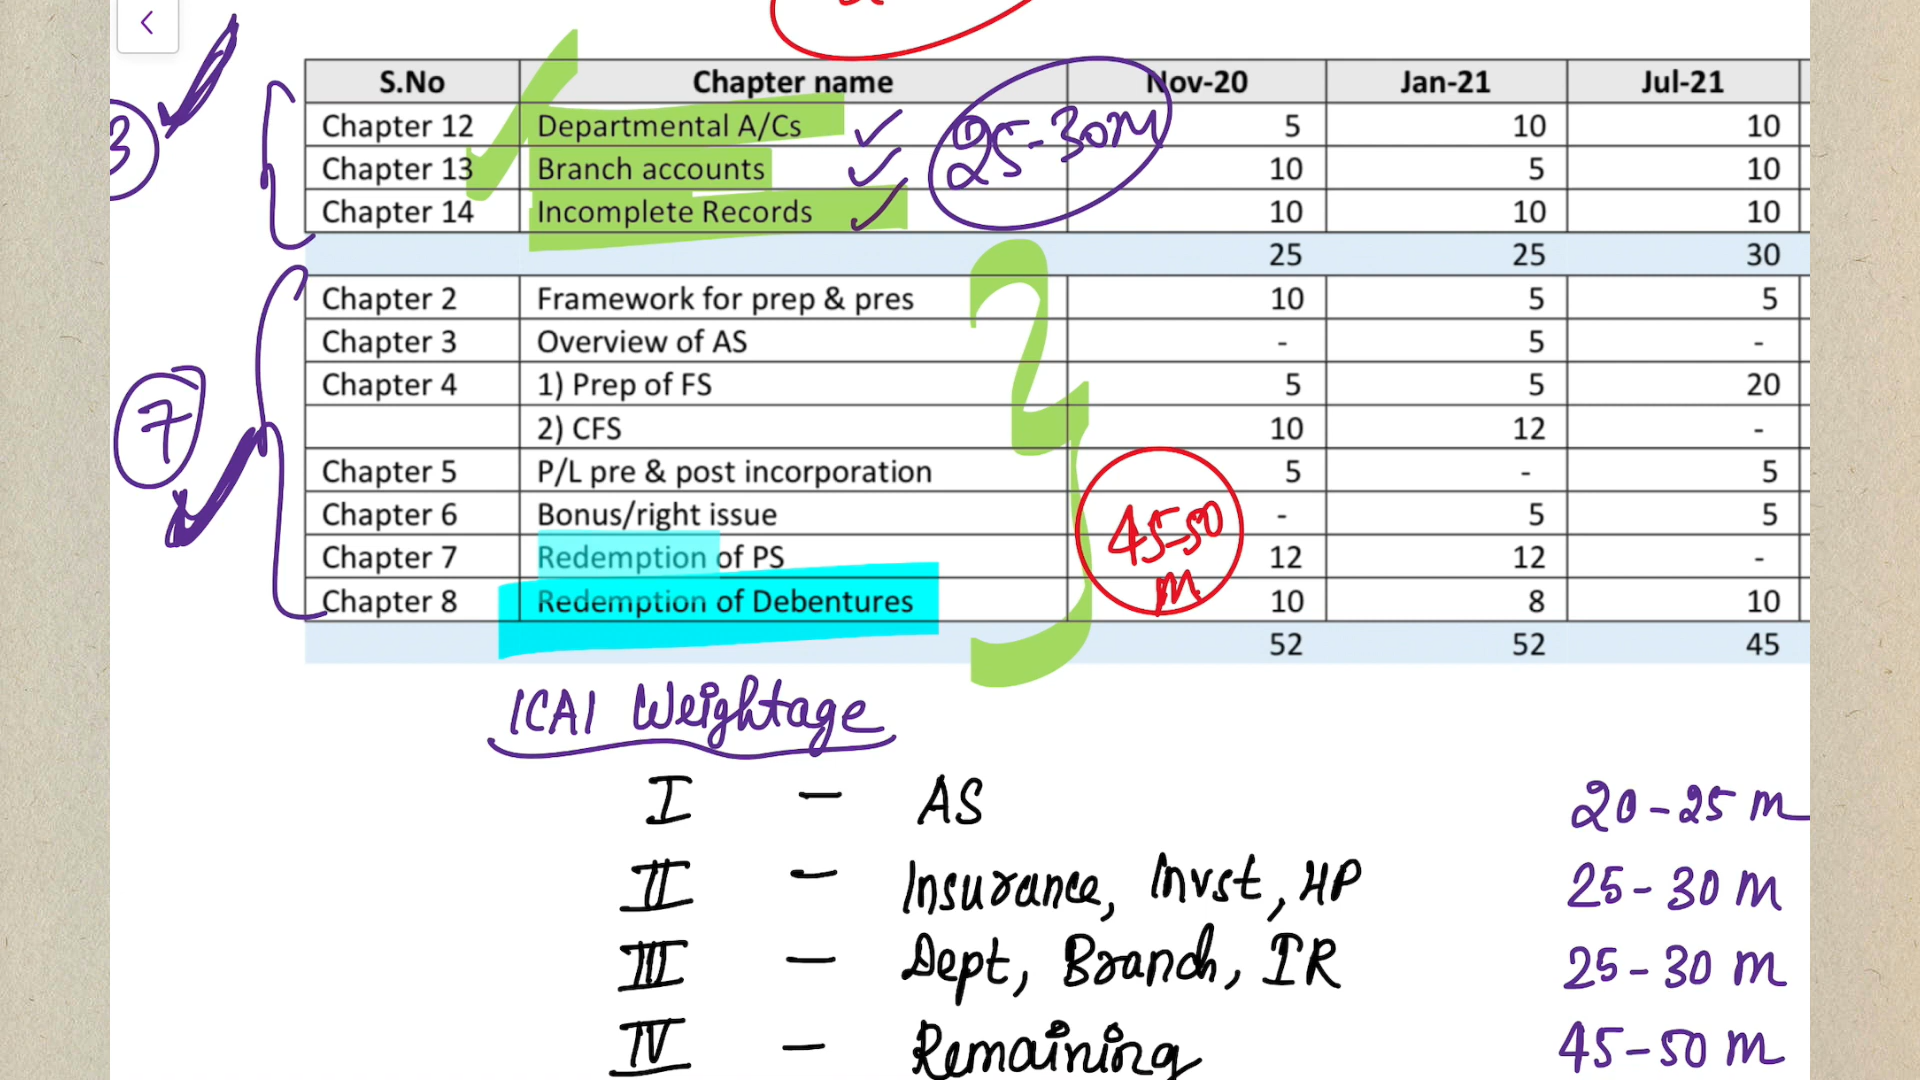 S.No Chapter name Nov-20 Jan-21 Jul-21
Chapter 12 Departmental A/Cs 5 10 10
Chapter 13 Branch accounts 10 5 10
Chapter 14 Incomplete Records 10 10 10
25 25 30
3
25-30M
Chapter 2 Framework for prep & pres 10 5 5
Chapter 3 Overview of AS - 5 -
Chapter 4 1) Prep of FS 5 5 20
2) CFS 10 12 -
Chapter 5 P/L pre & post incorporation 5 - 5
Chapter 6 Bonus/right issue - 5 5
Chapter 7 Redemption of PS 12 12 -
Chapter 8 Redemption of Debentures 10 8 10
52 52 45
7
45-50
M
ICAI Weightage
I - AS 20-25 M
II - Insurance, Invst, HP 25-30 M
III - Dept, Branch, IR 25-30 M
IV - Remaining 45-50 M